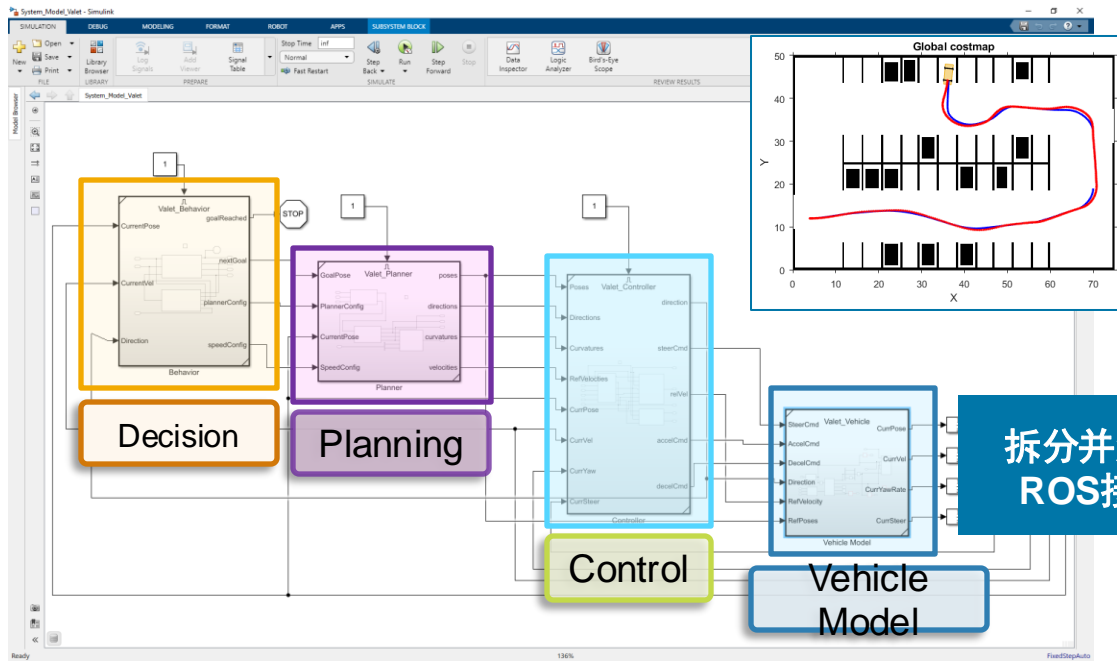 System_Model_Valet - Simulink
SIMULATION DEBUG MODELING FORMAT ROBOT APPS SUBSYSTEM BLOCK
New
Open
Save
Print
FILE
Library
Browser
LIBRARY
Log
Signals
Add
Viewer
Signal
Table
PREPARE
Stop Time inf
Normal
Fast Restart
Step
Back
Run
Step
Forward
Stop
SIMULATE
Data
Inspector
Logic
Analyzer
Bird's-Eye
Scope
REVIEW RESULTS
Model Browser
System_Model_Valet
Global costmap
50
40
30
20
10
0
Y
0 10 20 30 40 50 60 70
X
1
Valet_Behavior
CurrentPose
CurrentVel
Direction
goalReached
nextGoal
plannerConfig
speedConfig
Behavior
STOP
Decision
1
Valet_Planner
GoalPose
PlannerConfig
CurrentPose
SpeedConfig
poses
directions
curvatures
velocities
Planner
Planning
1
Valet_Controller
Poses
Directions
Curvatures
RefVelocities
CurrPose
CurrVel
CurrYaw
CurrSteer
direction
steerCmd
refVel
accelCmd
decelCmd
Controller
Control
Valet_Vehicle
SteerCmd
AccelCmd
DecelCmd
Direction
RefVelocity
RefPoses
CurrPose
CurrVel
CurrYawRate
CurrSteer
Vehicle Model
Vehicle
Model
拆分并
ROS
Ready
136%
FixedStepAuto